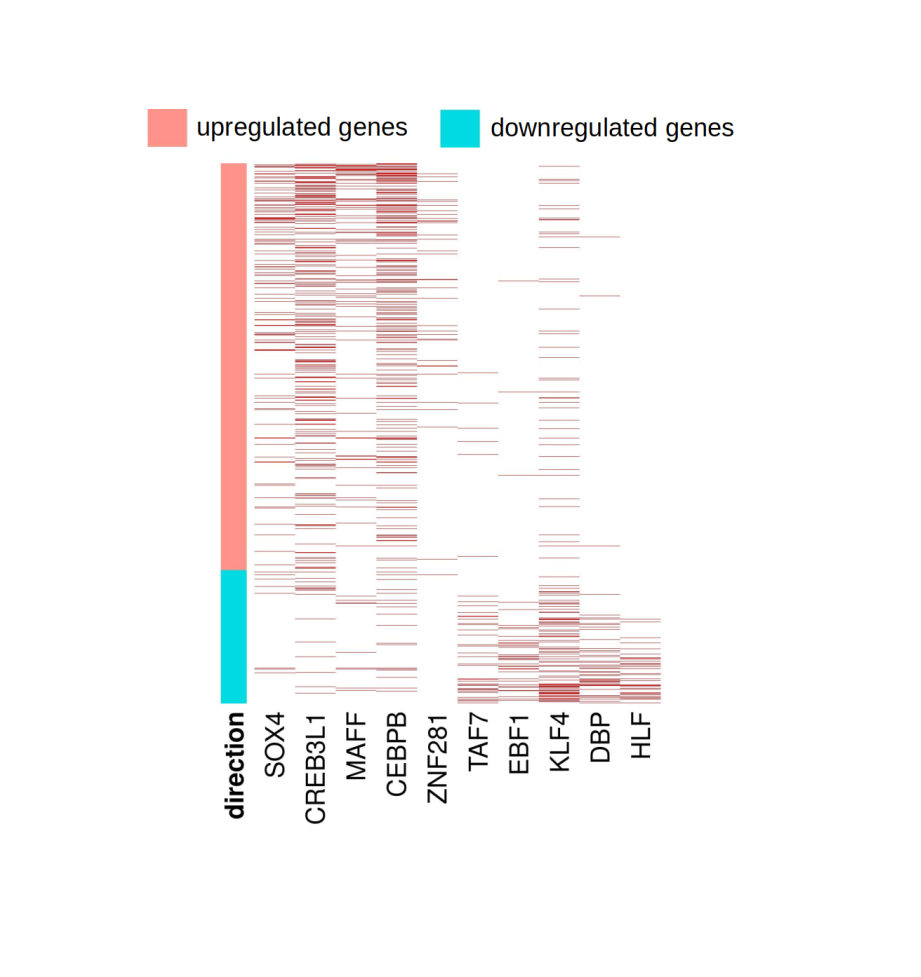 upregulated genes
downregulated genes
direction
SOX4
CREB3L1
MAFF
CEBPB
ZNF281
TAF7
EBF1
KLF4
DBP
HLF